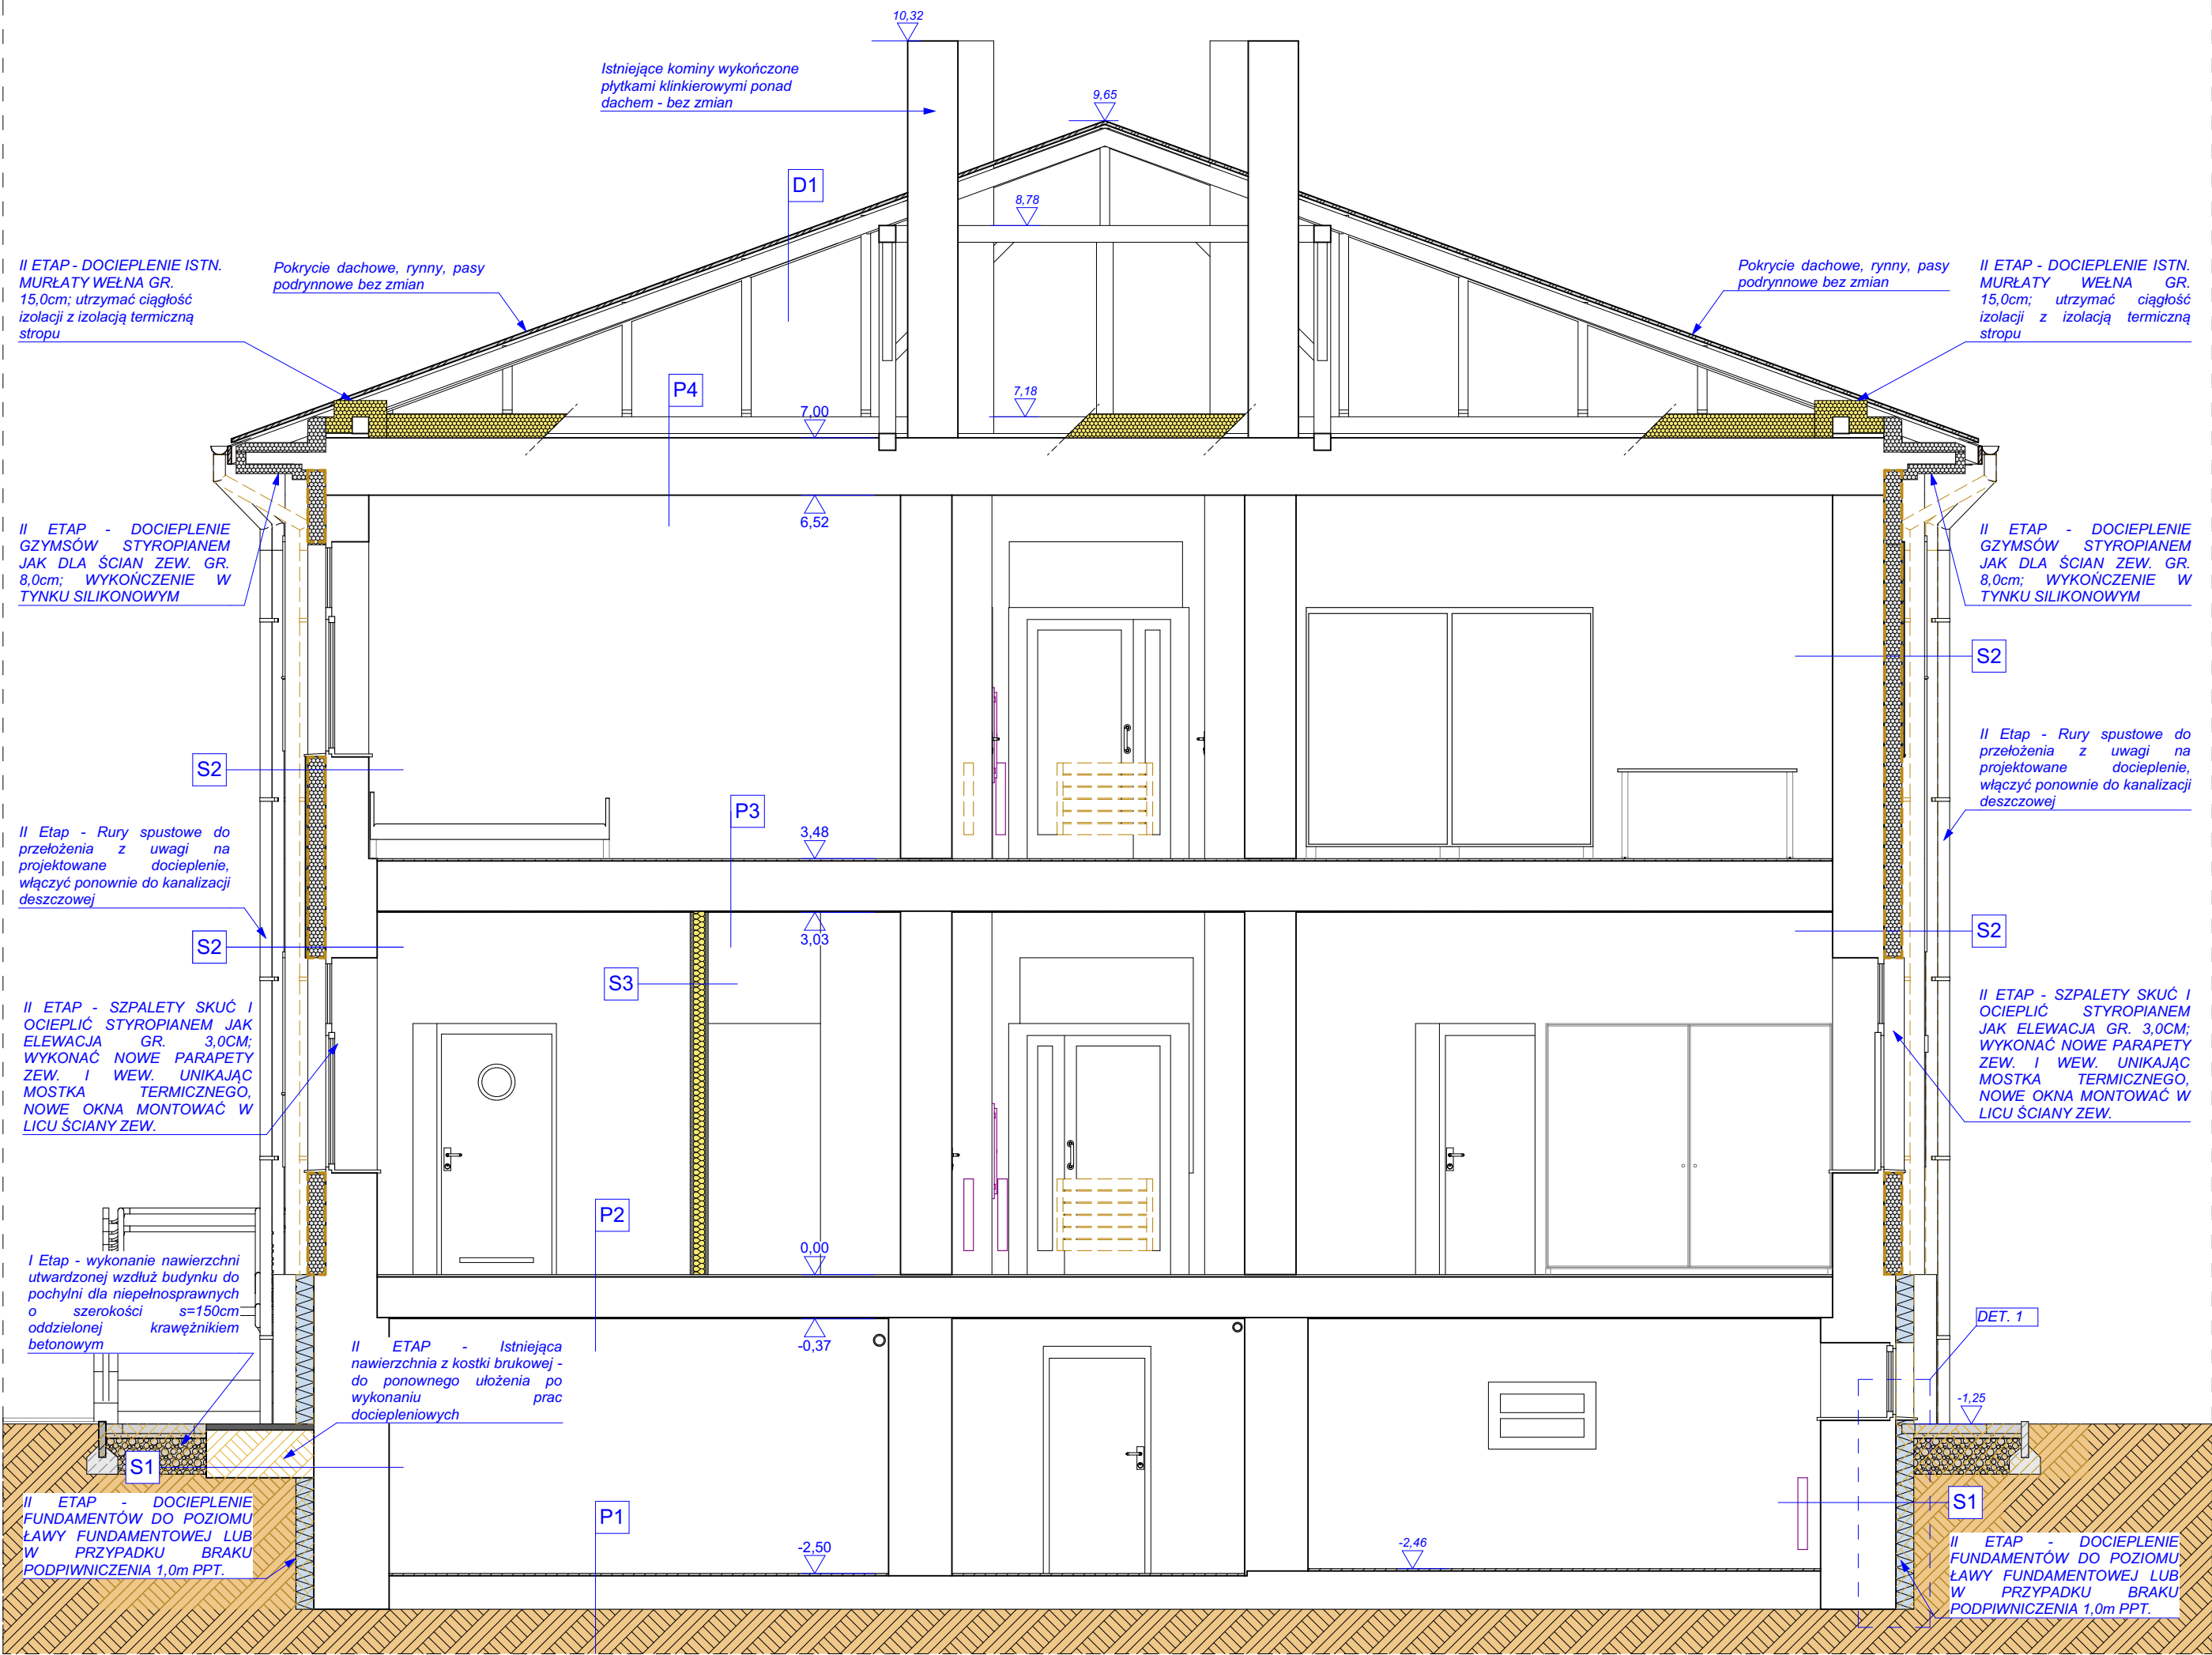 10,32
Istniejące kominy wykończone
płytkami klinkierowymi ponad
dachem - bez zmian
9,65
D1
8,78
II ETAP - DOCIEPLENIE ISTN.
MURŁATY WEŁNA GR.
15,0cm; utrzymać ciągłość
izolacji z izolacją termiczną
stropu
Pokrycie dachowe, rynny, pasy
podrynnowe bez zmian
Pokrycie dachowe, rynny, pasy
podrynnowe bez zmian
II ETAP - DOCIEPLENIE ISTN.
MURŁATY WEŁNA GR.
15,0cm; utrzymać ciągłość
izolacji z izolacją termiczną
stropu
P4
7,00
7,18
6,52
II ETAP - DOCIEPLENIE
GZYMSÓW STYROPIANEM
JAK DLA ŚCIAN ZEW. GR.
8,0cm; WYKOŃCZENIE W
TYNKU SILIKONOWYM
II ETAP - DOCIEPLENIE
GZYMSÓW STYROPIANEM
JAK DLA ŚCIAN ZEW. GR.
8,0cm; WYKOŃCZENIE W
TYNKU SILIKONOWYM
S2
S2
II Etap - Rury spustowe do
przełożenia z uwagi na
projektowane docieplenie,
włączyć ponownie do kanalizacji
deszczowej
P3
3,48
II Etap - Rury spustowe do
przełożenia z uwagi na
projektowane docieplenie,
włączyć ponownie do kanalizacji
deszczowej
S2
3,03
S2
S3
II ETAP - SZPALETY SKUĆ I
OCIEPLIĆ STYROPIANEM JAK
ELEWACJA GR. 3,0CM;
WYKONAĆ NOWE PARAPETY
ZEW. I WEW. UNIKAJĄC
MOSTKA TERMICZNEGO,
NOWE OKNA MONTOWAĆ W
LICU ŚCIANY ZEW.
II ETAP - SZPALETY SKUĆ I
OCIEPLIĆ STYROPIANEM
JAK ELEWACJA GR. 3,0CM;
WYKONAĆ NOWE PARAPETY
ZEW. I WEW. UNIKAJĄC
MOSTKA TERMICZNEGO,
NOWE OKNA MONTOWAĆ W
LICU ŚCIANY ZEW.
P2
0,00
I Etap - wykonanie nawierzchni
utwardzonej wzdłuż budynku do
pochylni dla niepełnosprawnych
o szerokości s=150cm
oddzielonej krawężnikiem
betonowym
DET. 1
-0,37
II ETAP - Istniejąca
nawierzchnia z kostki brukowej -
do ponownego ułożenia po
wykonaniu prac
dociepleniowych
-1,25
S1
S1
P1
II ETAP - DOCIEPLENIE
FUNDAMENTÓW DO POZIOMU
ŁAWY FUNDAMENTOWEJ LUB
W PRZYPADKU BRAKU
PODPIWNICZENIA 1,0m PPT.
-2,50
-2,46
II ETAP - DOCIEPLENIE
FUNDAMENTÓW DO POZIOMU
ŁAWY FUNDAMENTOWEJ LUB
W PRZYPADKU BRAKU
PODPIWNICZENIA 1,0m PPT.